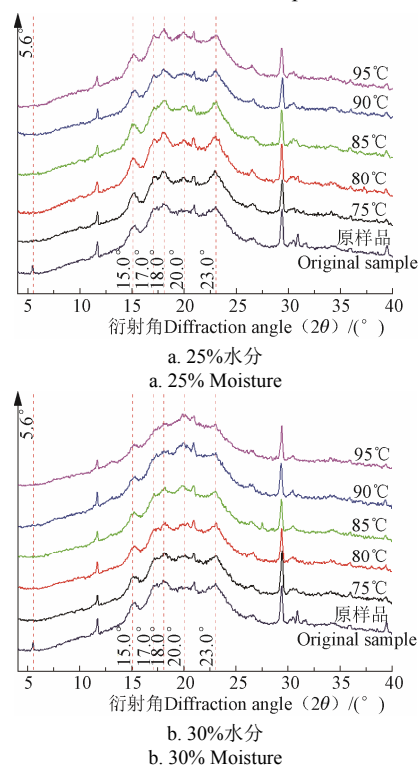 5.6°
95℃
90℃
85℃
80℃
75℃
原样品
Original sample
15.0°
17.0°
18.0°
20.0°
23.0°
5 10 15 20 25 30 35 40
衍射角Diffraction angle（2θ）/(°)
a. 25%水分
a. 25% Moisture
5.6°
95℃
90℃
85℃
80℃
75℃
原样品
Original sample
15.0°
17.0°
18.0°
20.0°
23.0°
5 10 15 20 25 30 35 40
衍射角Diffraction angle（2θ）/(°)
b. 30%水分
b. 30% Moisture